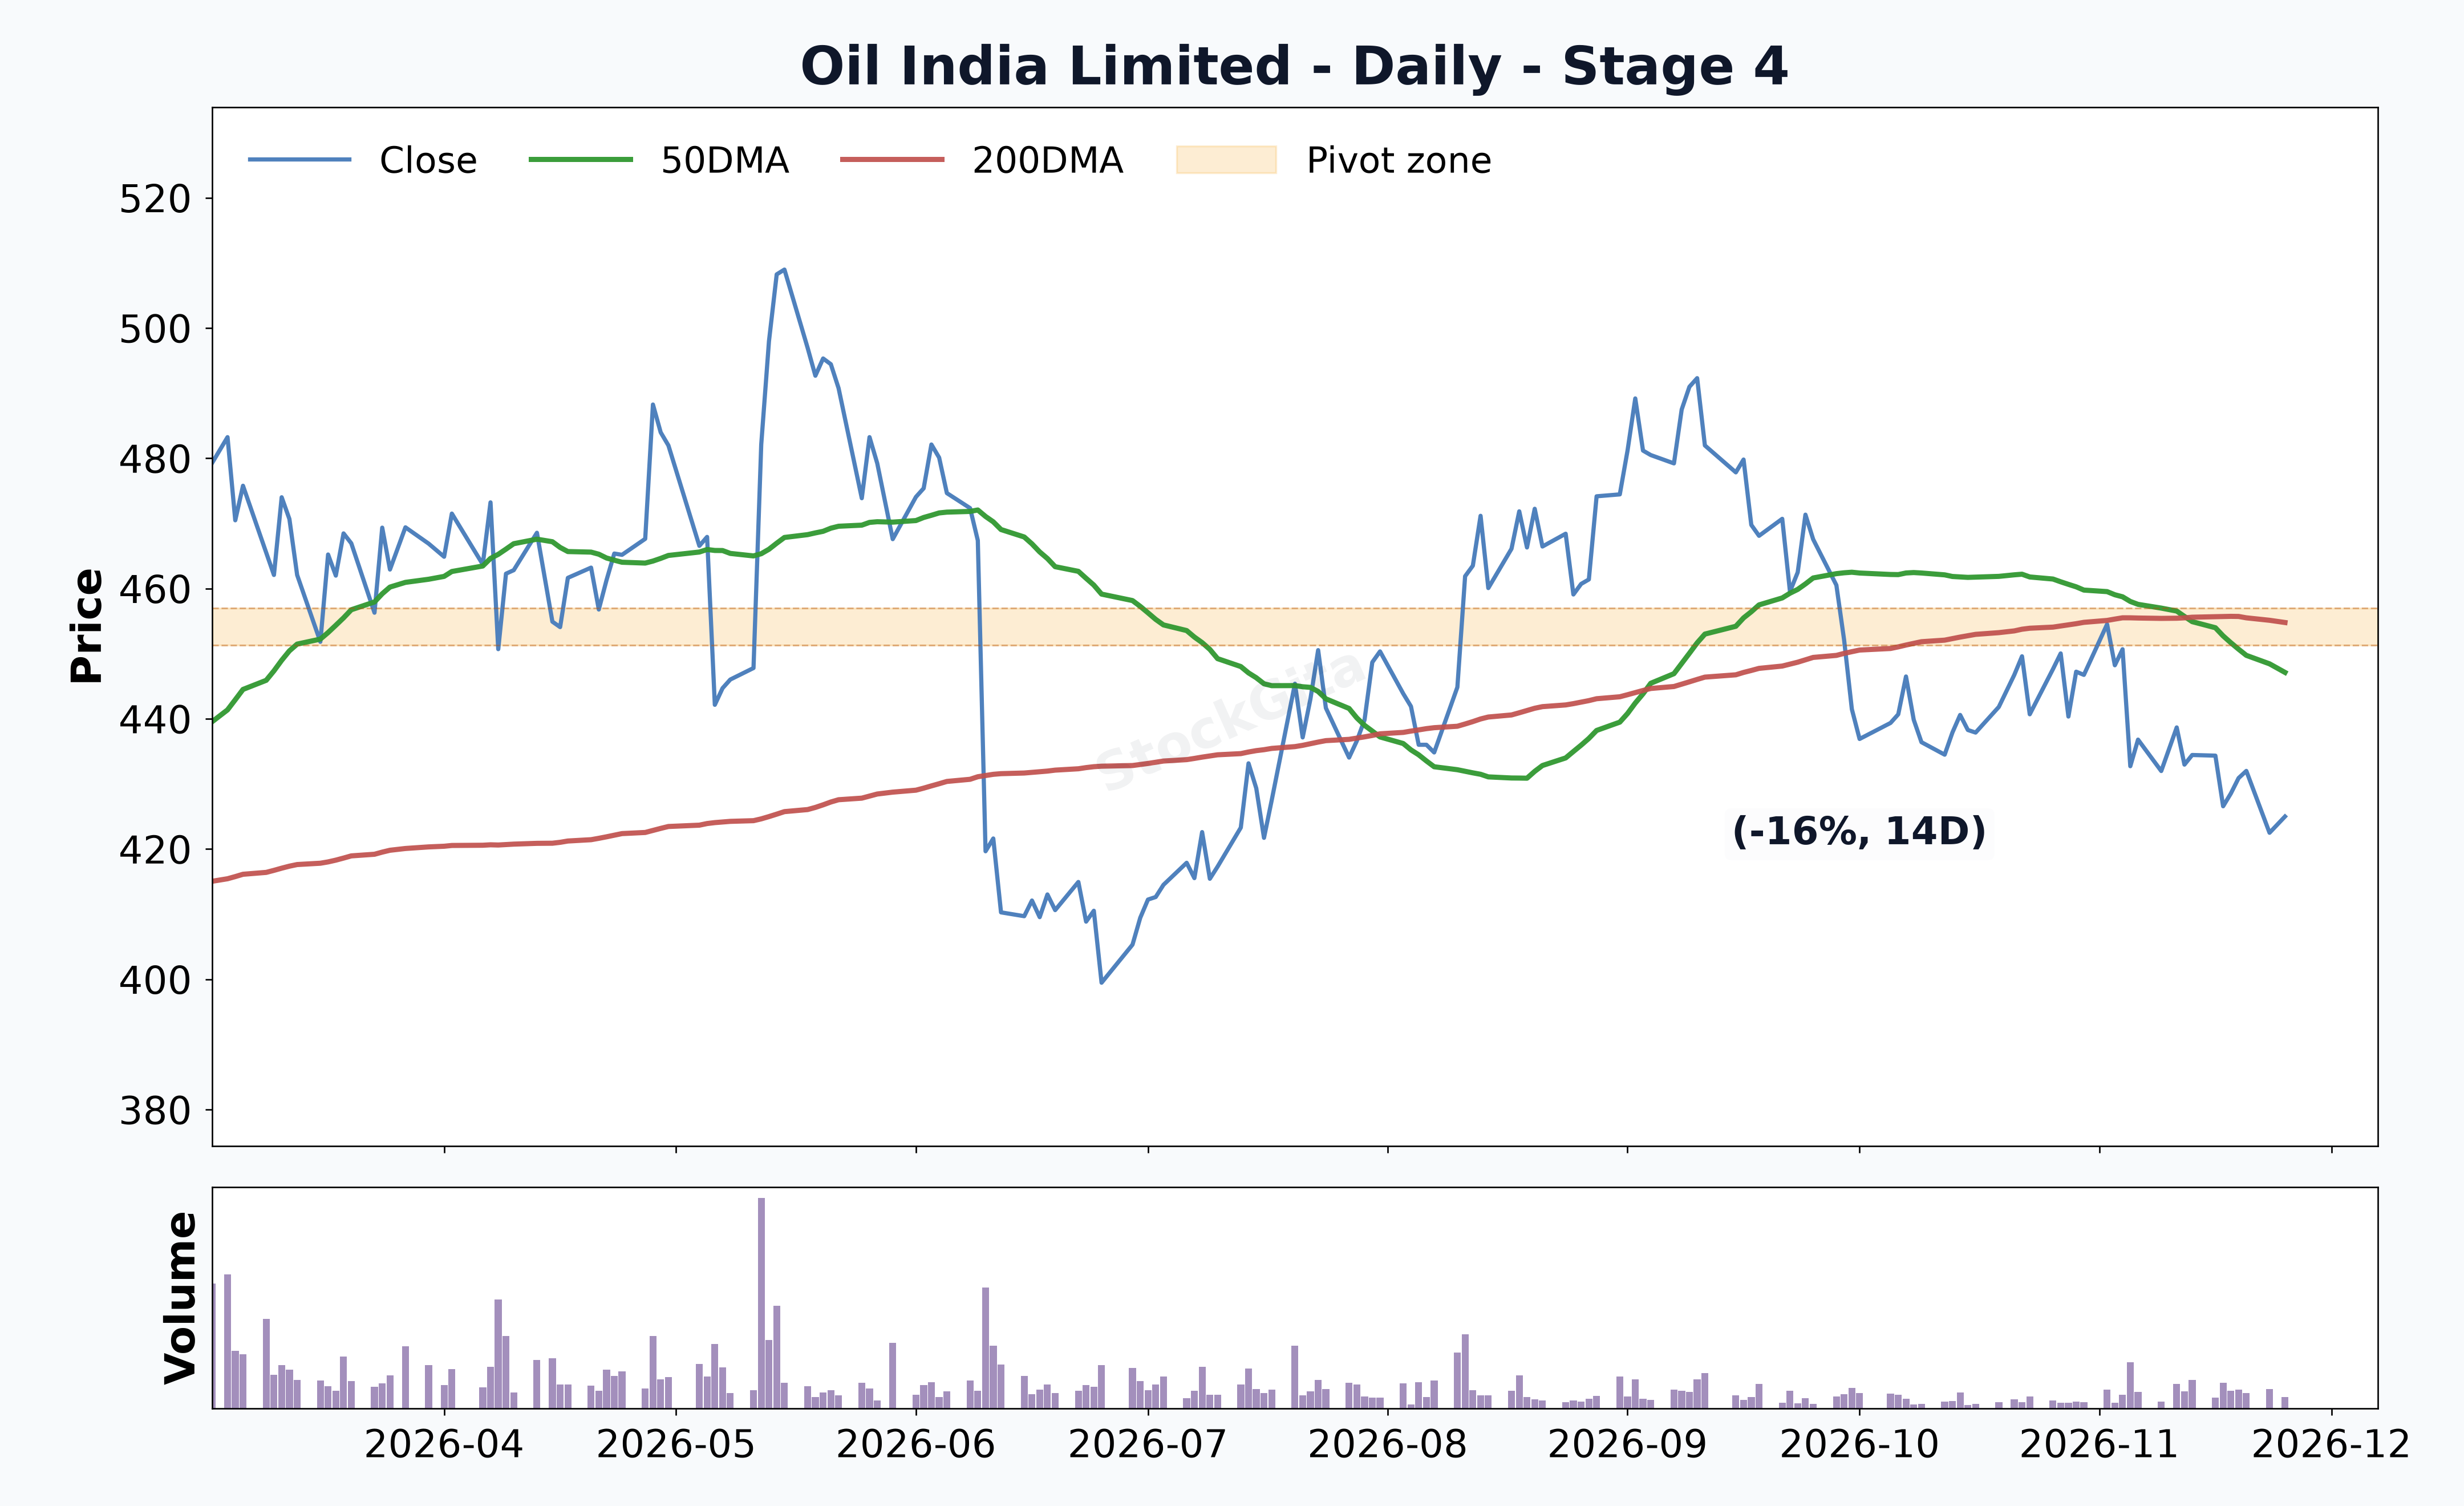 Oil India Limited - Daily - Stage 4
Close 50DMA 200DMA Pivot zone
520
500
480
460
440
420
400
380
Price
StockGita
(-16%, 14D)
Volume
2026-04 2026-05 2026-06 2026-07 2026-08 2026-09 2026-10 2026-11 2026-12